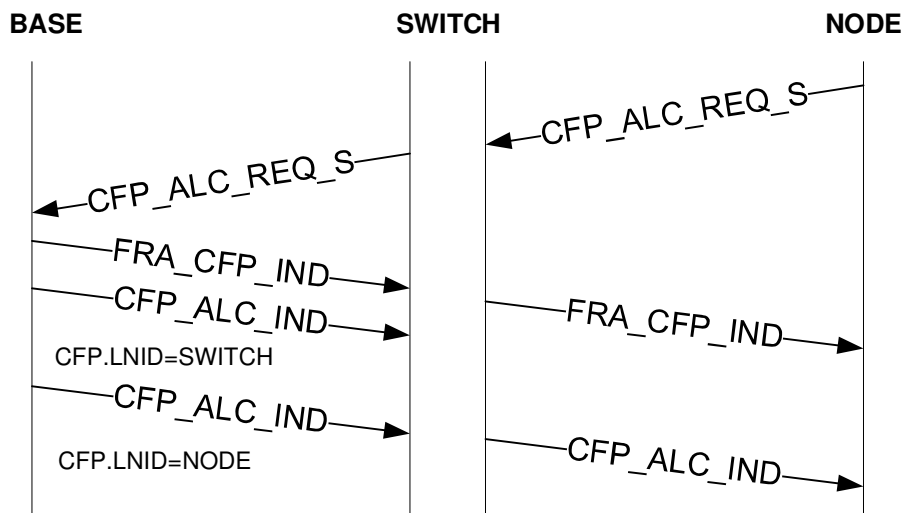 BASE SWITCH NODE
CFP_ALC_REQ_S
CFP_ALC_REQ_S
FRA_CFP_IND
CFP_ALC_IND
FRA_CFP_IND
CFP.LNID=SWITCH
CFP_ALC_IND
CFP.LNID=NODE
CFP_ALC_IND